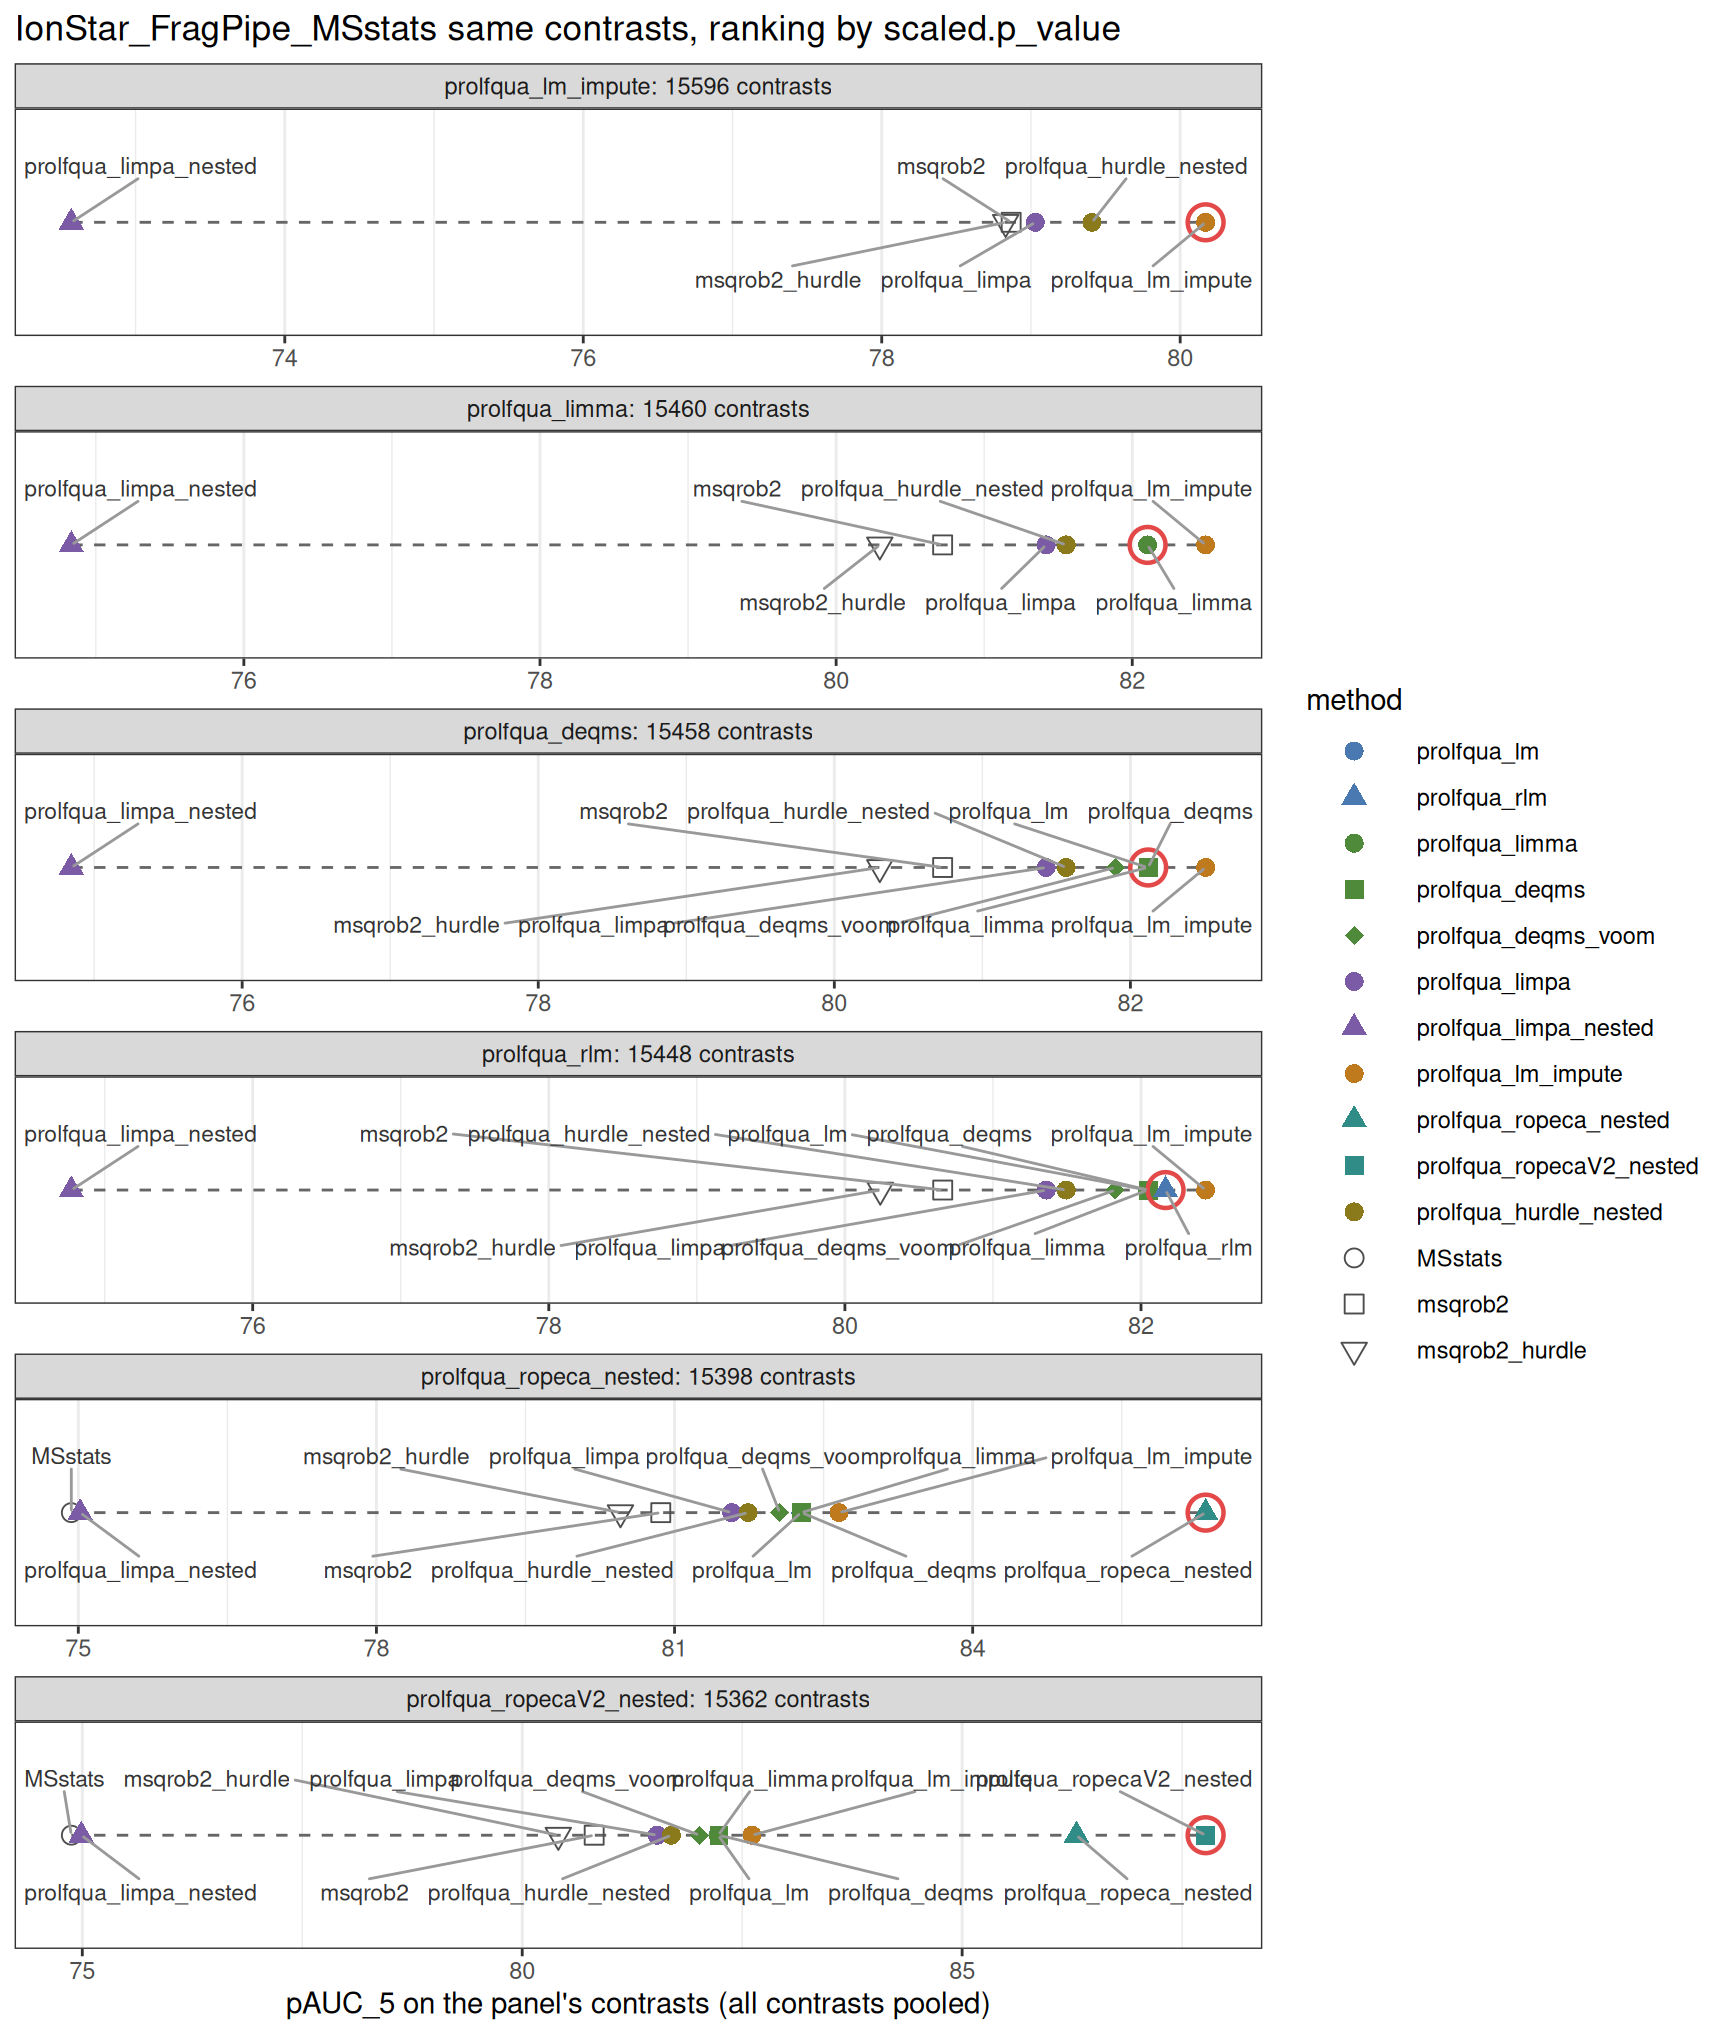 IonStar_FragPipe_MSstats same contrasts, ranking by scaled.p_value
prolfqua_lm_impute: 15596 contrasts
prolfqua_limpa_nested msqrob2 prolfqua_hurdle_nested
msqrob2_hurdle prolfqua_limpa prolfqua_lm_impute
74 76 78 80
prolfqua_limma: 15460 contrasts
prolfqua_limpa_nested msqrob2 prolfqua_hurdle_nested prolfqua_lm_impute
msqrob2_hurdle prolfqua_limpa prolfqua_limma
76 78 80 82
prolfqua_deqms: 15458 contrasts
prolfqua_limpa_nested msqrob2 prolfqua_hurdle_nested prolfqua_lm prolfqua_deqms
msqrob2_hurdle prolfqua_limpa prolfqua_deqms_voom prolfqua_limma prolfqua_lm_impute
76 78 80 82
prolfqua_rlm: 15448 contrasts
prolfqua_limpa_nested msqrob2 prolfqua_hurdle_nested prolfqua_lm prolfqua_deqms prolfqua_lm_impute
msqrob2_hurdle prolfqua_limpa prolfqua_deqms_voom prolfqua_limma prolfqua_rlm
76 78 80 82
prolfqua_ropeca_nested: 15398 contrasts
MSstats msqrob2_hurdle prolfqua_limpa prolfqua_deqms_voom prolfqua_limma prolfqua_lm_impute
prolfqua_limpa_nested msqrob2 prolfqua_hurdle_nested prolfqua_lm prolfqua_deqms prolfqua_ropeca_nested
75 78 81 84
prolfqua_ropecaV2_nested: 15362 contrasts
MSstats msqrob2_hurdle prolfqua_limpa prolfqua_deqms_voom prolfqua_limma prolfqua_lm_impute prolfqua_ropecaV2_nested
prolfqua_limpa_nested msqrob2 prolfqua_hurdle_nested prolfqua_lm prolfqua_deqms prolfqua_ropeca_nested
75 80 85
pAUC_5 on the panel's contrasts (all contrasts pooled)
method
prolfqua_lm
prolfqua_rlm
prolfqua_limma
prolfqua_deqms
prolfqua_deqms_voom
prolfqua_limpa
prolfqua_limpa_nested
prolfqua_lm_impute
prolfqua_ropeca_nested
prolfqua_ropecaV2_nested
prolfqua_hurdle_nested
MSstats
msqrob2
msqrob2_hurdle